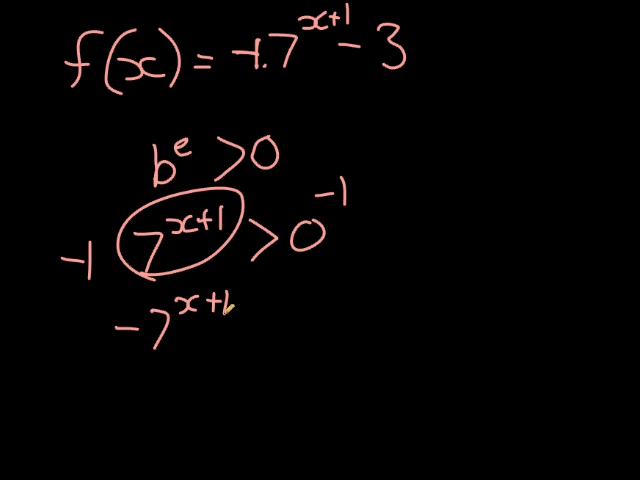 f(x) = -1.7^{x+1} - 3
b^e > 0
-1 7^{x+1} > 0 -1
-7^{x+1}